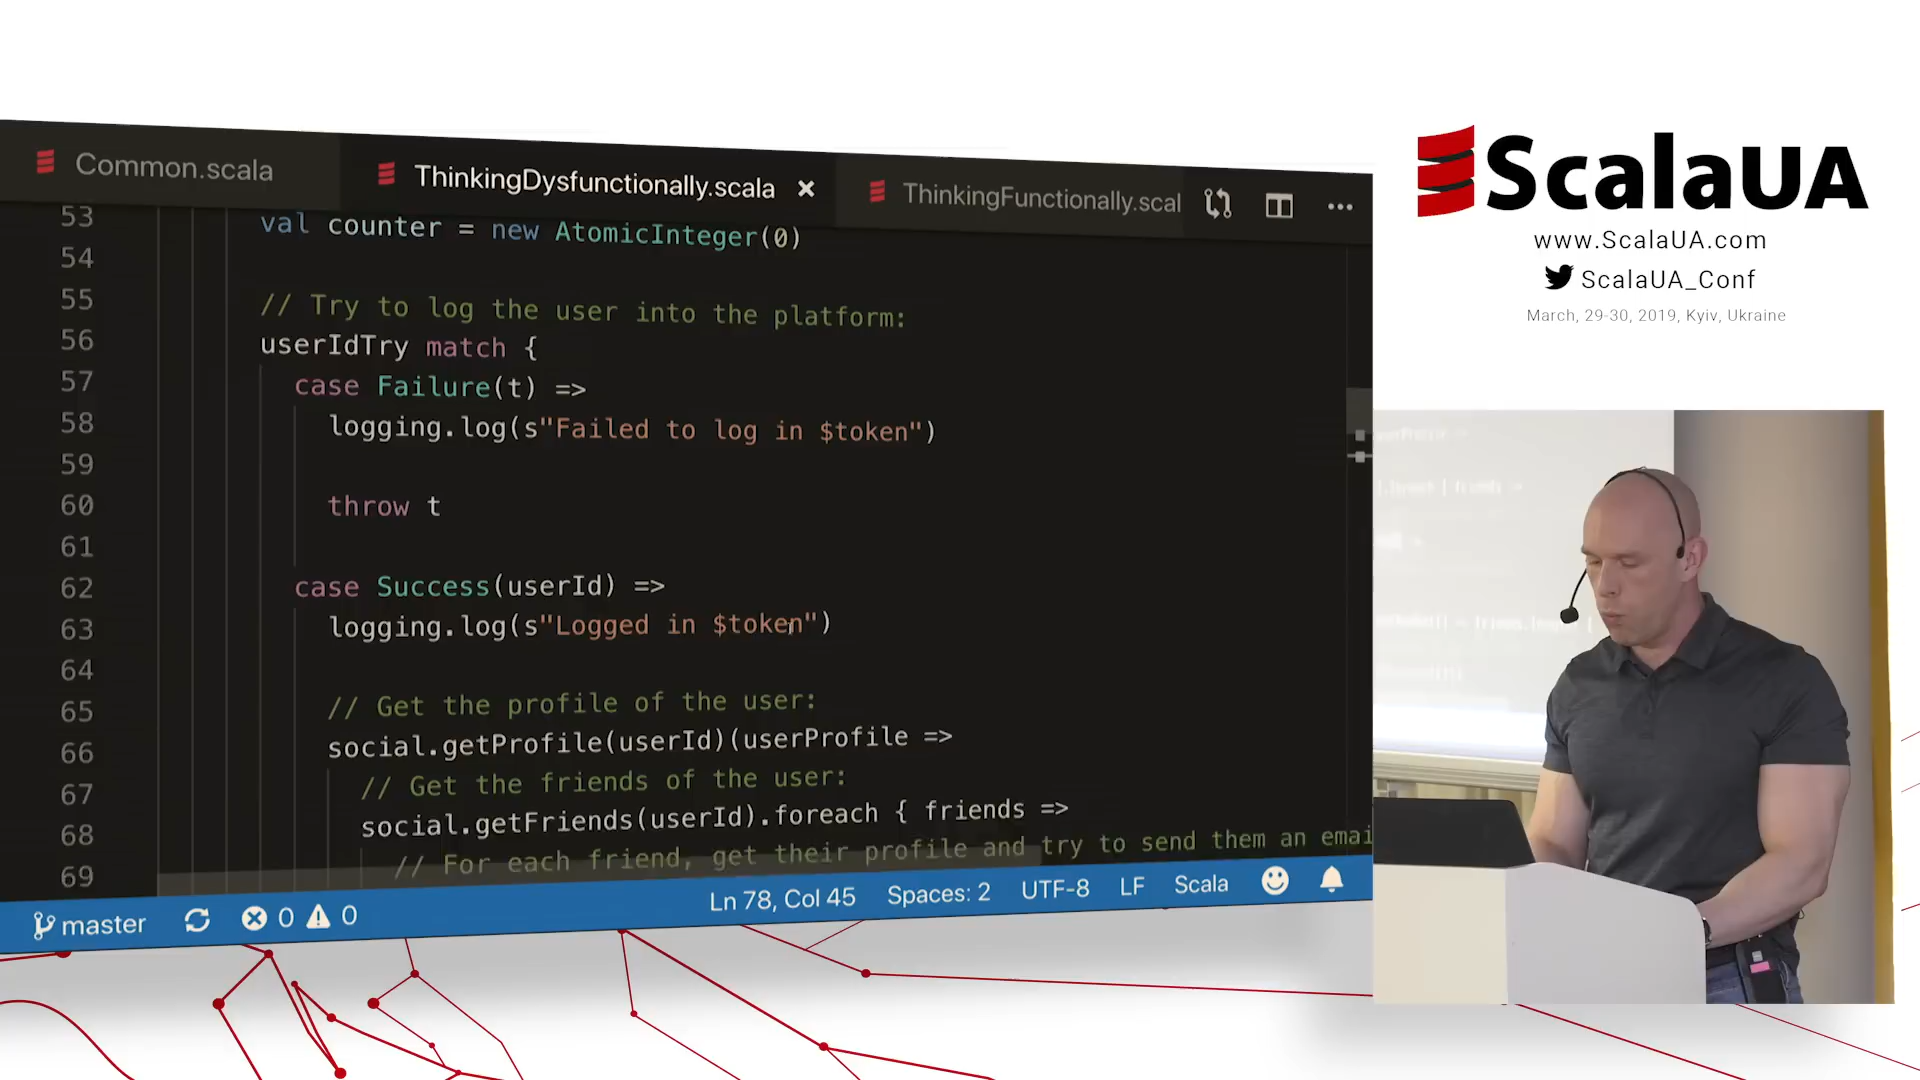 Common.scala
ThinkingDysfunctionally.scala
ThinkingFunctionally.scal
53 val counter = new AtomicInteger(0)
54
55 // Try to log the user into the platform:
56 userIdTry match {
57 case Failure(t) =>
58 logging.log(s"Failed to log in $token")
59
60 throw t
61
62 case Success(userId) =>
63 logging.log(s"Logged in $token")
64
65 // Get the profile of the user:
66 social.getProfile(userId)(userProfile =>
67 // Get the friends of the user:
68 social.getFriends(userId).foreach { friends =>
69 // For each friend, get their profile and try to send them an emai
master
0
0
Ln 78, Col 45
Spaces: 2
UTF-8
LF
Scala
ScalaUA
www.ScalaUA.com
ScalaUA_Conf
March, 29-30, 2019, Kyiv, Ukraine